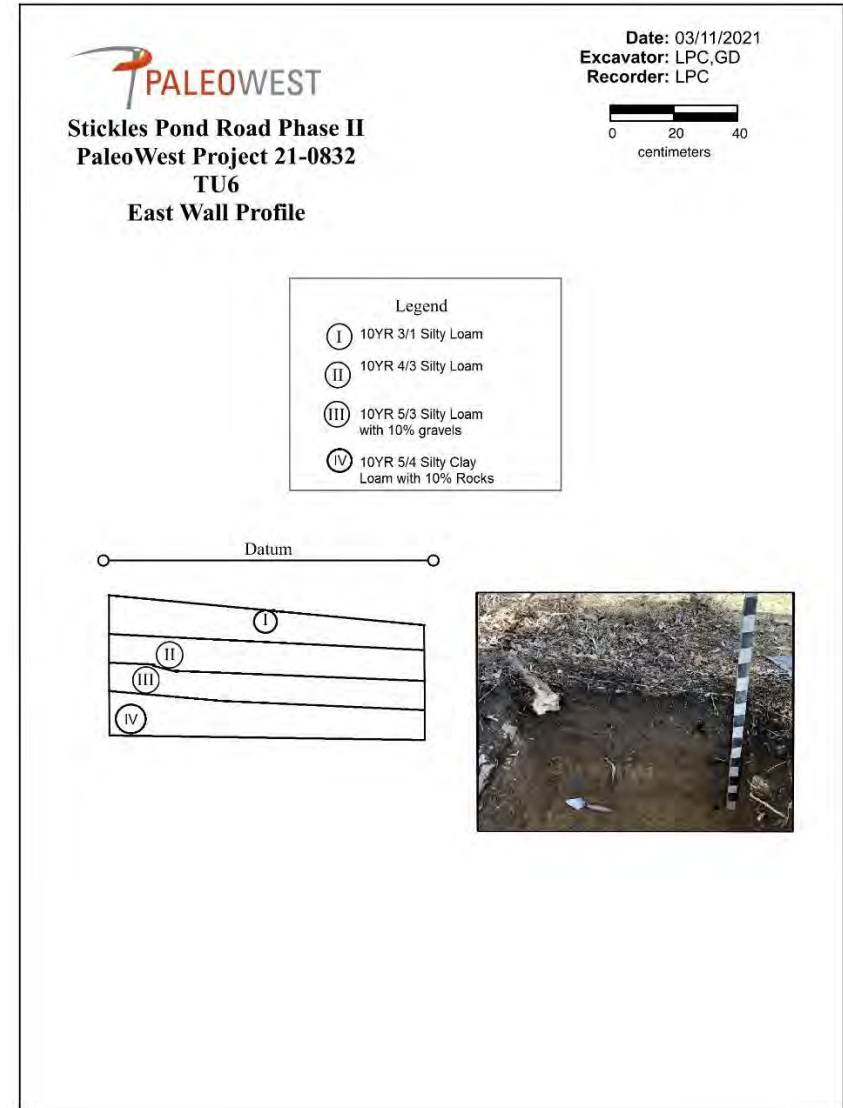 PALEOWEST
Stickles Pond Road Phase II
PaleoWest Project 21-0832
TU6
East Wall Profile
Date: 03/11/2021
Excavator: LPC,GD
Recorder: LPC
0 20 40
centimeters
Legend
I 10YR 3/1 Silty Loam
II 10YR 4/3 Silty Loam
III 10YR 5/3 Silty Loam
with 10% gravels
IV 10YR 5/4 Silty Clay
Loam with 10% Rocks
Datum
I
II
III
IV